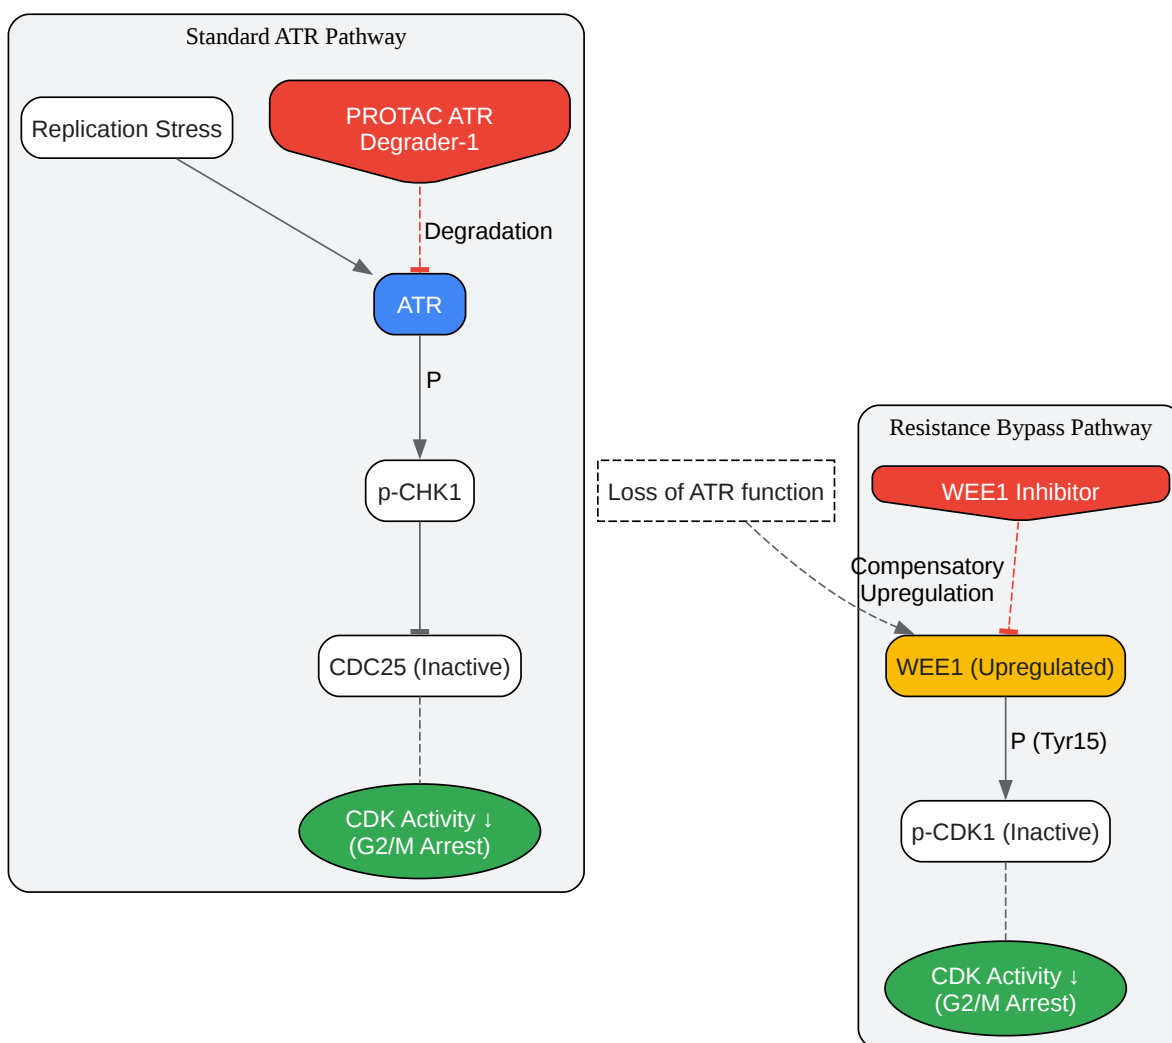 Standard ATR Pathway
Replication Stress
PROTAC ATR
Degrader-1
Degradation
ATR
P
p-CHK1
CDC25 (Inactive)
CDK Activity ↓
(G2/M Arrest)
Loss of ATR function
Resistance Bypass Pathway
WEE1 Inhibitor
Compensatory
Upregulation
WEE1 (Upregulated)
P (Tyr15)
p-CDK1 (Inactive)
CDK Activity ↓
(G2/M Arrest)